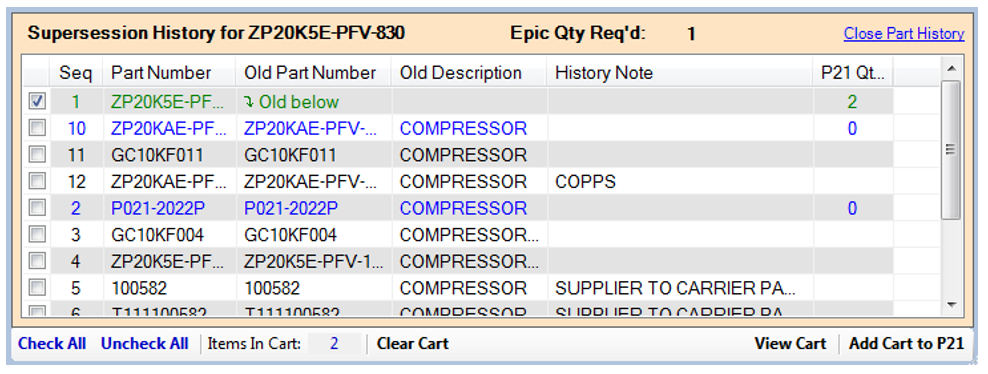 Supersession History for ZP20K5E-PFV-830 Epic Qty Req'd: 1 Close Part History
Seq Part Number Old Part Number Old Description History Note P21 Qt...
1 ZP20K5E-PF... Old below 2
10 ZP20KAE-PF... ZP20KAE-PFV-... COMPRESSOR 0
11 GC10KF011 GC10KF011 COMPRESSOR
12 ZP20KAE-PF... ZP20KAE-PFV-... COMPRESSOR COPPS
2 P021-2022P P021-2022P COMPRESSOR 0
3 GC10KF004 GC10KF004 COMPRESSOR...
4 ZP20K5E-PF... ZP20K5E-PFV-1... COMPRESSOR...
5 100582 100582 COMPRESSOR SUPPLIER TO CARRIER PA...
6 T111100582 T111100582 COMPRESSOR SUPPLIER TO CARRIER PA
Check All Uncheck All Items In Cart: 2 Clear Cart View Cart Add Cart to P21